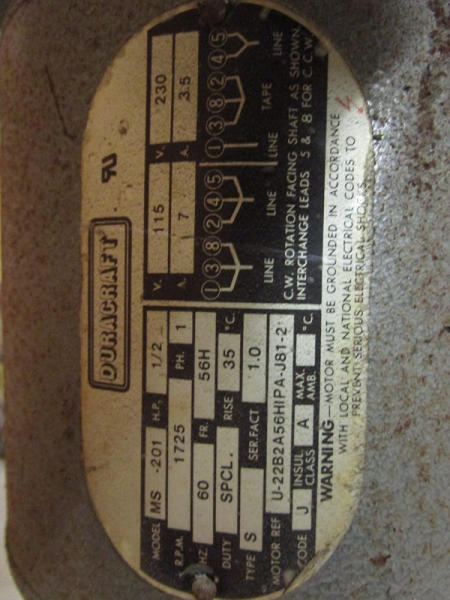 DURACRAFT
MODEL MS -201 H.P. 1/2 V. 115 V. 230
R.P.M. 1725 PH. 1 A. 7 A. 3.5
HZ. 60 FR. 56H 1 3 8 2 4 5 1 3 8 2 4 5
DUTY SPCL. RISE 35 °C. LINE LINE LINE TAPE LINE
TYPE S SER.FACT. 1.0 C.W. ROTATION FACING SHAFT AS SHOWN.
MOTOR REF U-22B2A56HIPA-J81-2 INTERCHANGE LEADS 5 & 8 FOR C.C.W.
CODE J INSUL CLASS A MAX. AMB. °C.
WARNING—MOTOR MUST BE GROUNDED IN ACCORDANCE
WITH LOCAL AND NATIONAL ELECTRICAL CODES TO
PREVENT SERIOUS ELECTRICAL SHOCKS